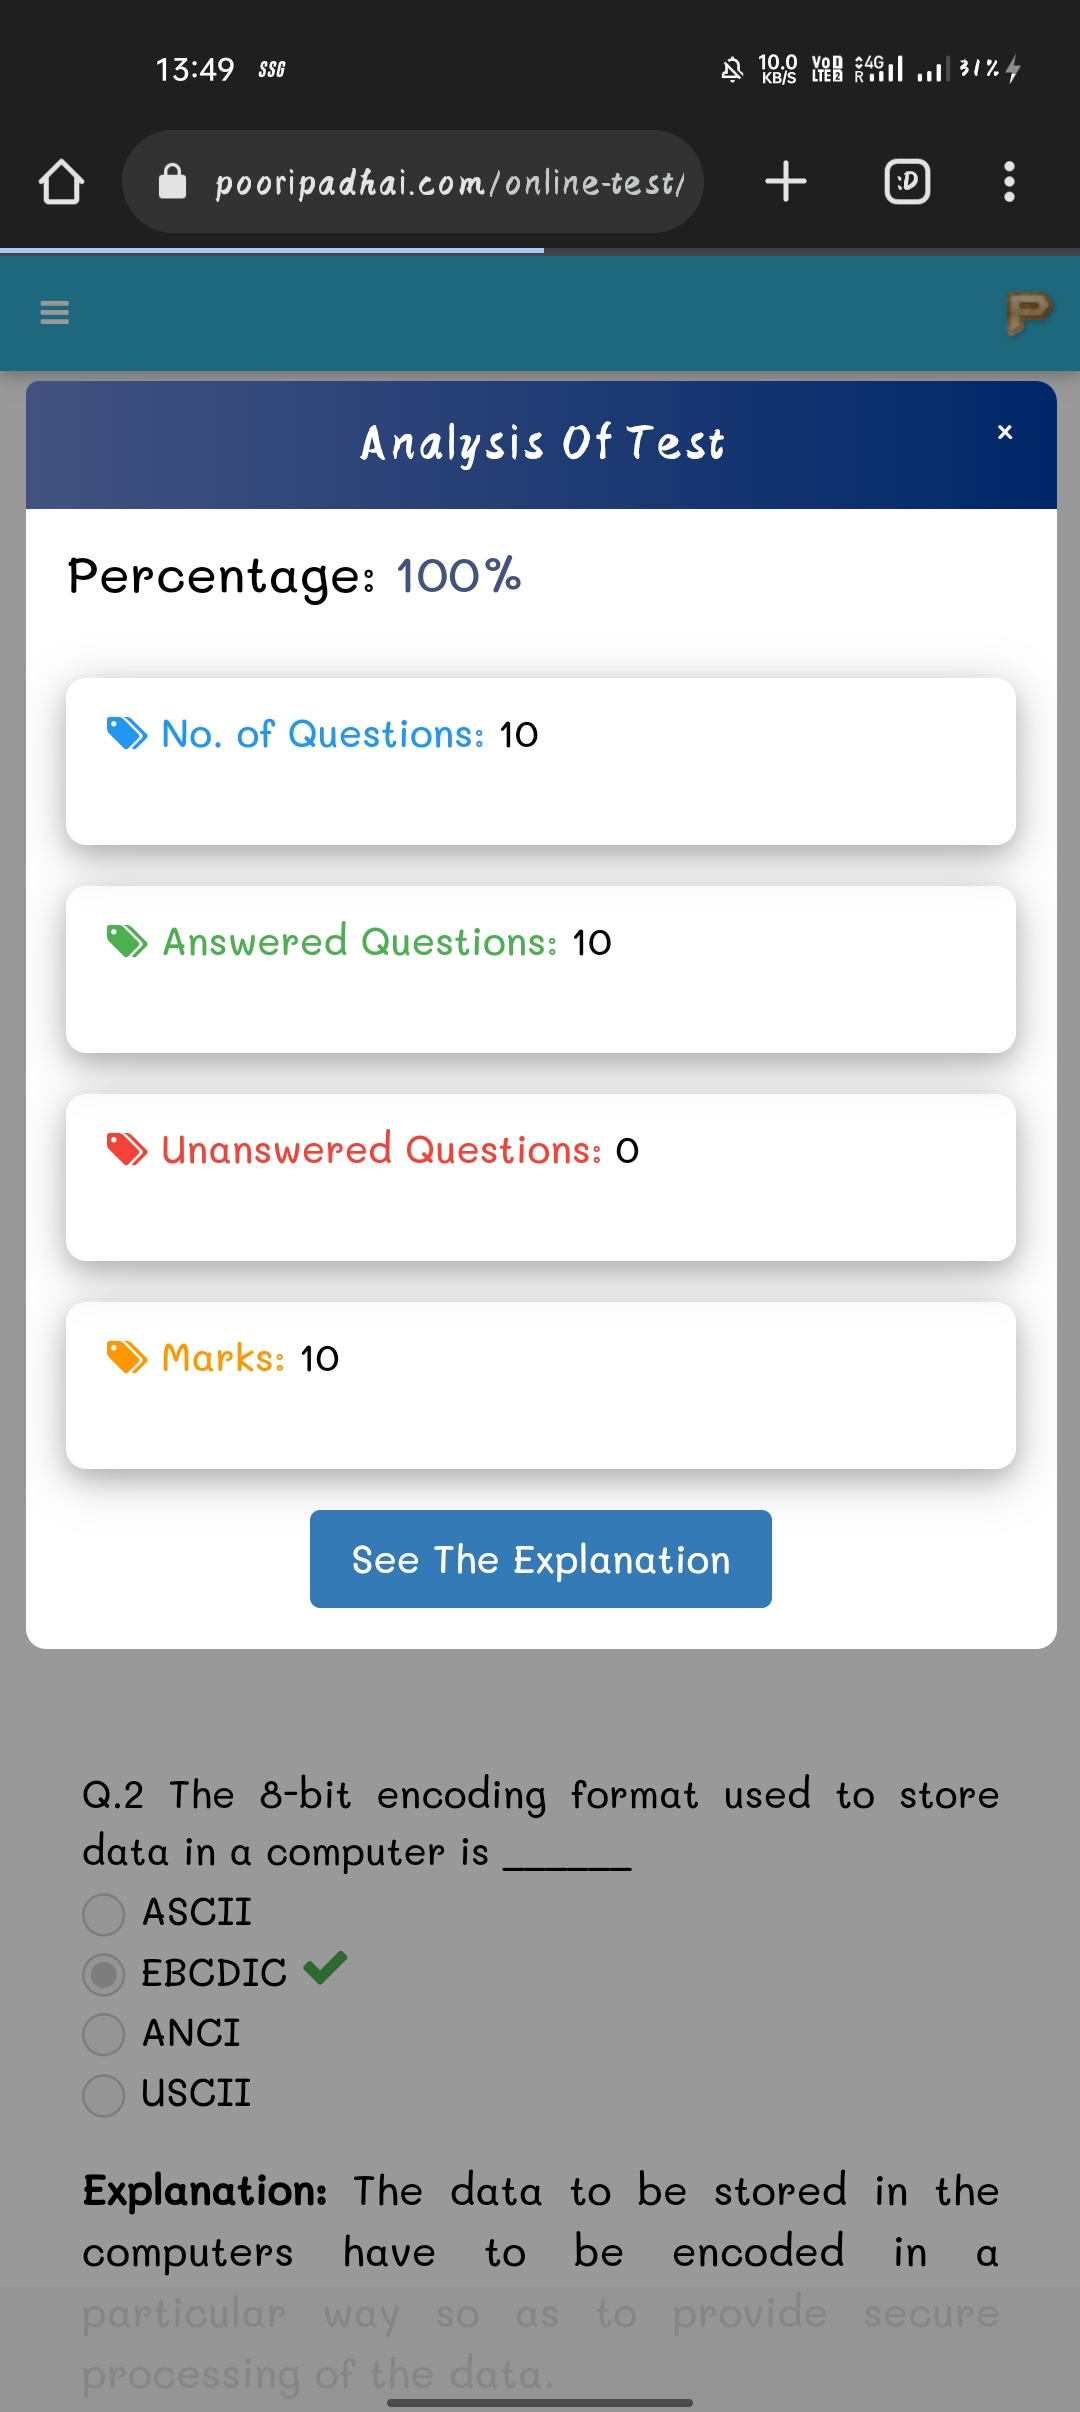 13:49 SSG 10.0 KB/S VoD LTE2 4G R 31%
pooripadhai.com/online-test/
:D
P
Analysis Of Test ×
Percentage: 100%
No. of Questions: 10
Answered Questions: 10
Unanswered Questions: 0
Marks: 10
See The Explanation
Q.2 The 8-bit encoding format used to store
data in a computer is ______
ASCII
EBCDIC
ANCI
USCII
Explanation: The data to be stored in the
computers have to be encoded in a
particular way so as to provide secure
processing of the data.